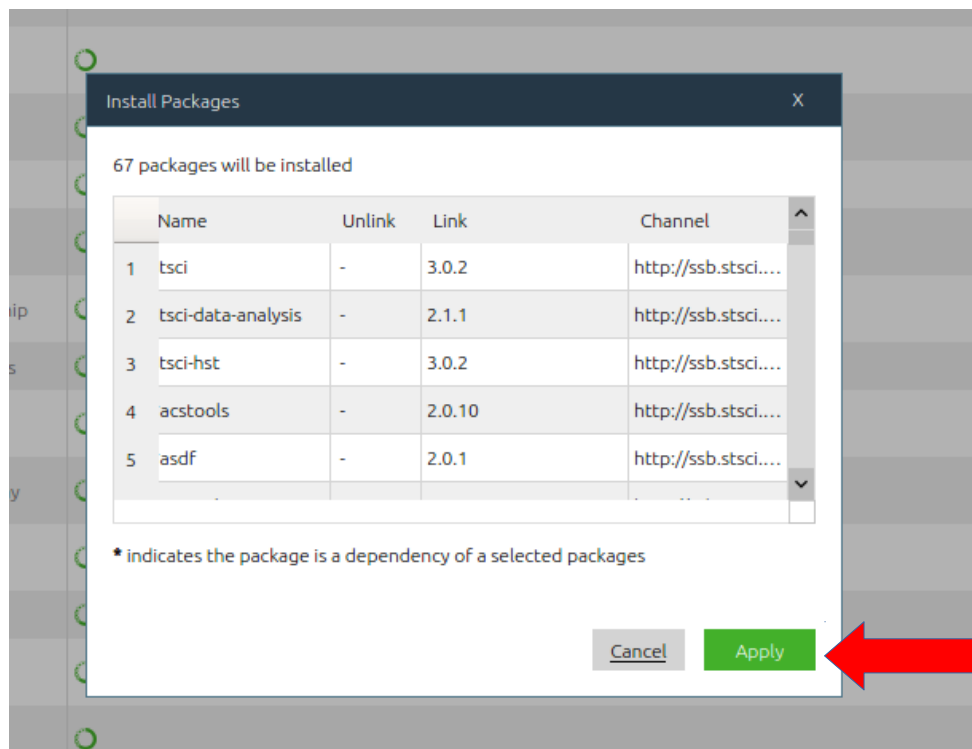 Install Packages X
67 packages will be installed
Name Unlink Link Channel
1 tsci - 3.0.2 http://ssb.stsci....
2 tsci-data-analysis - 2.1.1 http://ssb.stsci....
3 tsci-hst - 3.0.2 http://ssb.stsci....
ip
4 acstools - 2.0.10 http://ssb.stsci....
s
5 asdf - 2.0.1 http://ssb.stsci....
y
* indicates the package is a dependency of a selected packages
Cancel Apply